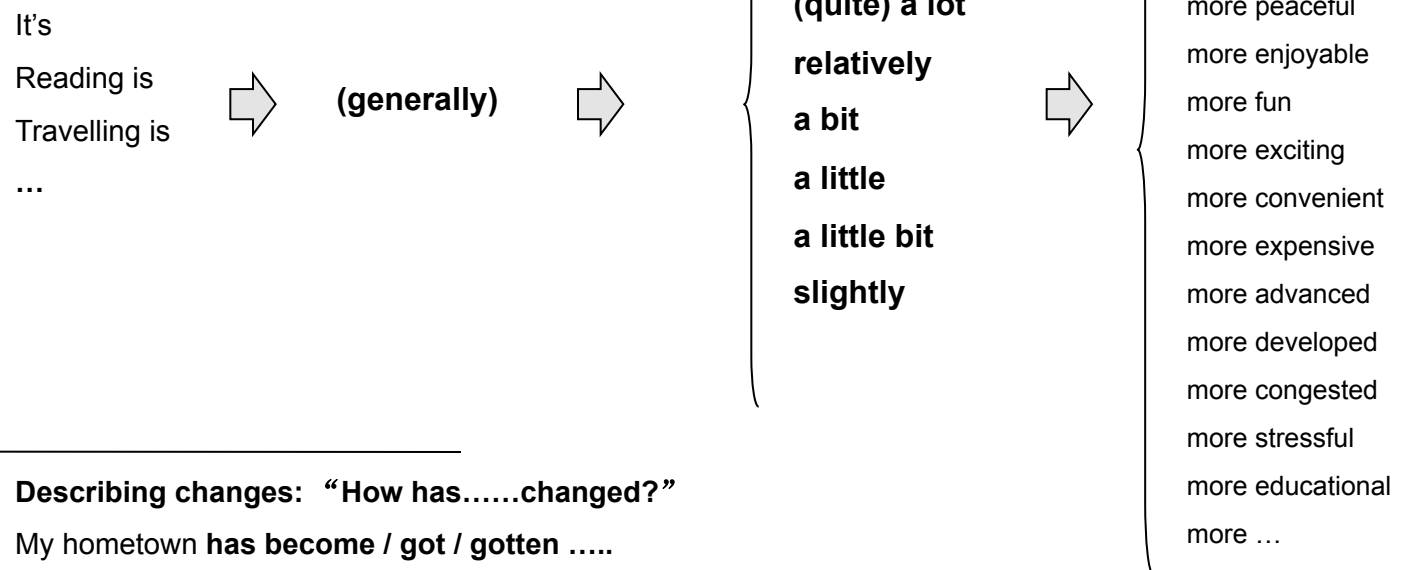 It's
Reading is
Travelling is
…
(generally)
(quite) a lot
relatively
a bit
a little
a little bit
slightly
more peaceful
more enjoyable
more fun
more exciting
more convenient
more expensive
more advanced
more developed
more congested
more stressful
more educational
more …
Describing changes: “How has……changed?”
My hometown has become / got / gotten …..